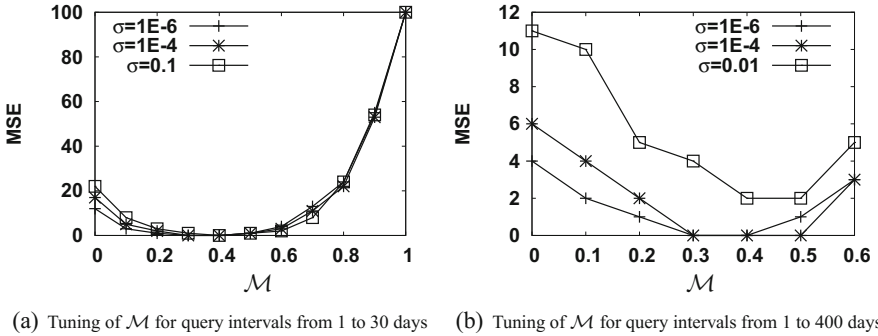 100
80
60
40
20
0
MSE
σ=1E-6
σ=1E-4
σ=0.1
0 0.2 0.4 0.6 0.8 1
ℳ
(a) Tuning of ℳ for query intervals from 1 to 30 days
12
10
8
6
4
2
0
MSE
σ=1E-6
σ=1E-4
σ=0.01
0 0.1 0.2 0.3 0.4 0.5 0.6
ℳ
(b) Tuning of ℳ for query intervals from 1 to 400 days